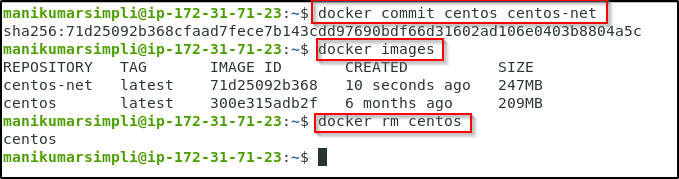 manikumarsimpli@ip-172-31-71-23:~$ docker commit centos centos-net
sha256:71d25092b368cfaad7fece7b143cdd97690bdf66d31602ad106e0403b8804a5c
manikumarsimpli@ip-172-31-71-23:~$ docker images
REPOSITORY TAG IMAGE ID CREATED SIZE
centos-net latest 71d25092b368 10 seconds ago 247MB
centos latest 300e315adb2f 6 months ago 209MB
manikumarsimpli@ip-172-31-71-23:~$ docker rm centos
centos
manikumarsimpli@ip-172-31-71-23:~$